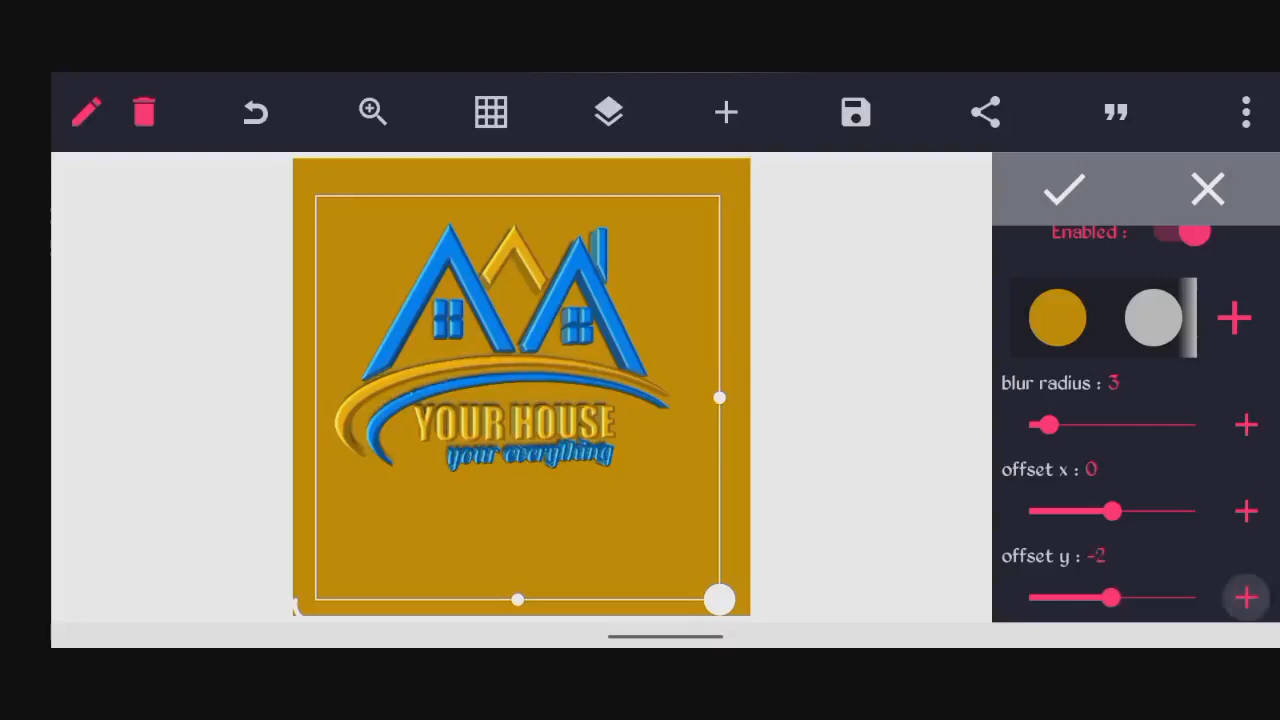 Enabled :
YOUR HOUSE
your everything
blur radius : 3
offset x : 0
offset y : -2